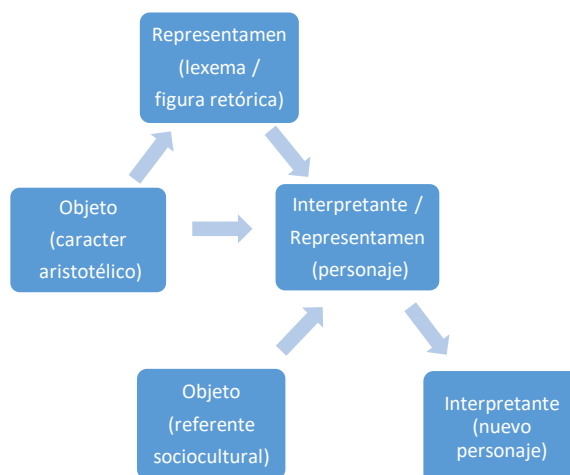 Representamen
(lexema /
figura retórica)
Objeto
(caracter
aristotélico)
Interpretante /
Representamen
(personaje)
Objeto
(referente
sociocultural)
Interpretante
(nuevo
personaje)